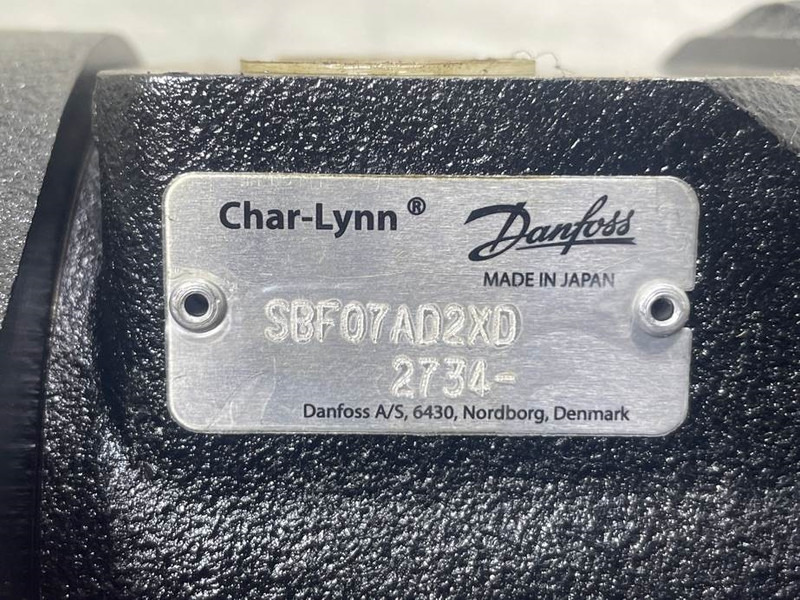 Char-Lynn® Danfoss
MADE IN JAPAN
SBF07AD2XD
2734-
Danfoss A/S, 6430, Nordborg, Denmark